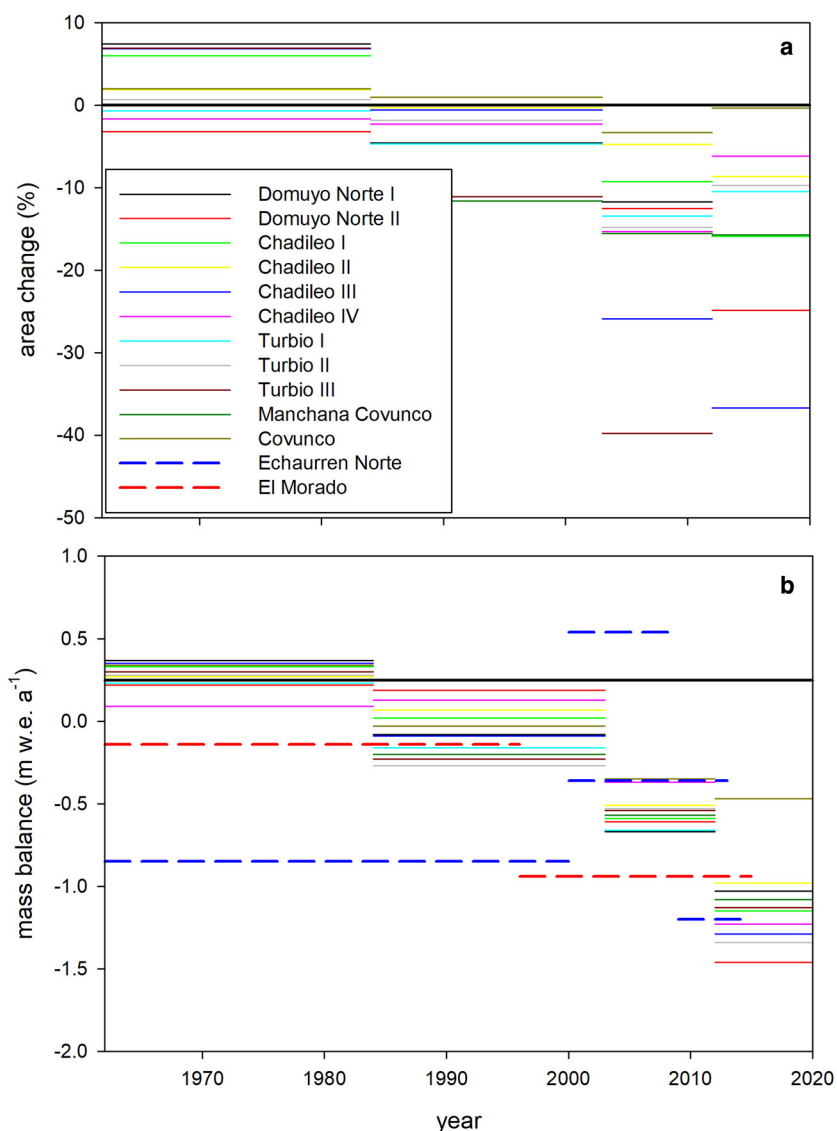 10
a
0
-10
-20
-30
-40
-50
area change (%)
Domuyo Norte I
Domuyo Norte II
Chadileo I
Chadileo II
Chadileo III
Chadileo IV
Turbio I
Turbio II
Turbio III
Manchana Covunco
Covunco
Echaurren Norte
El Morado
1.0
b
0.5
0.0
-0.5
-1.0
-1.5
-2.0
mass balance (m w.e. a⁻¹)
1970 1980 1990 2000 2010 2020
year